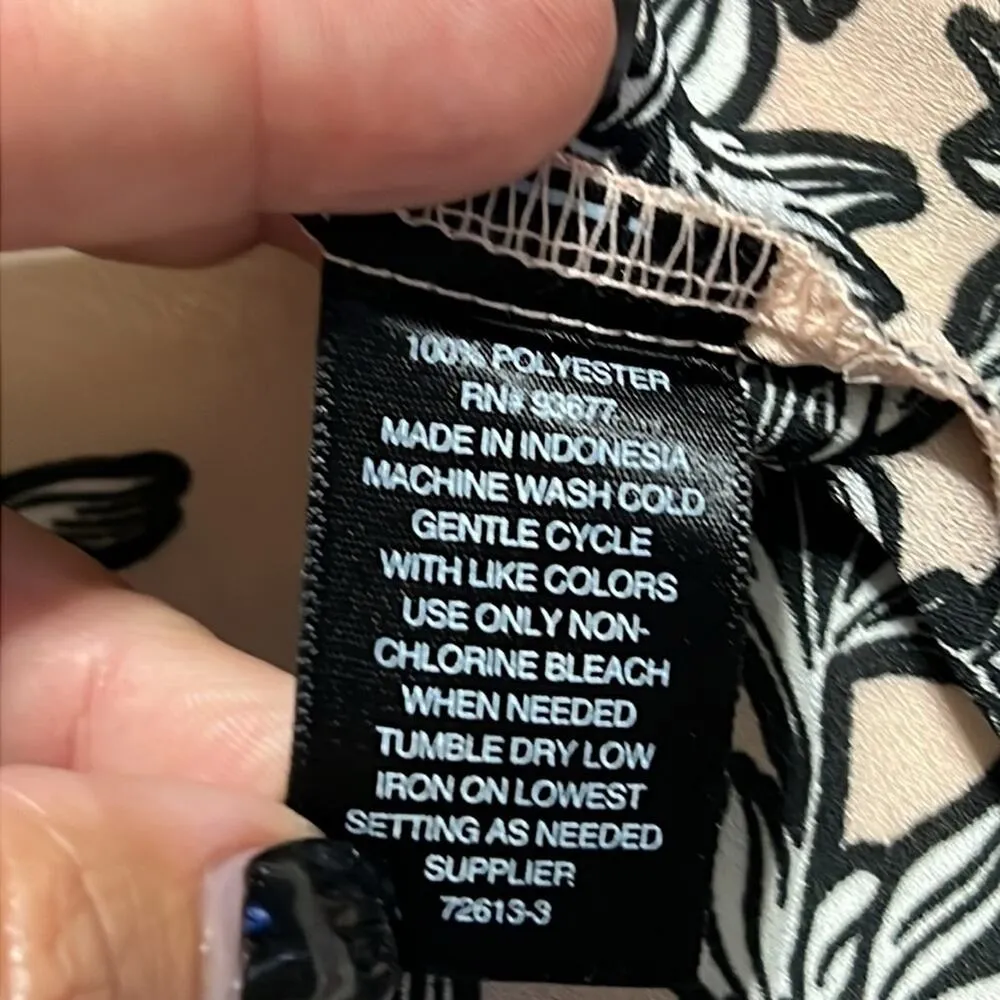 100% POLYESTER
RN# 93677
MADE IN INDONESIA
MACHINE WASH COLD
GENTLE CYCLE
WITH LIKE COLORS
USE ONLY NON-
CHLORINE BLEACH
WHEN NEEDED
TUMBLE DRY LOW
IRON ON LOWEST
SETTING AS NEEDED
SUPPLIER
72613-3